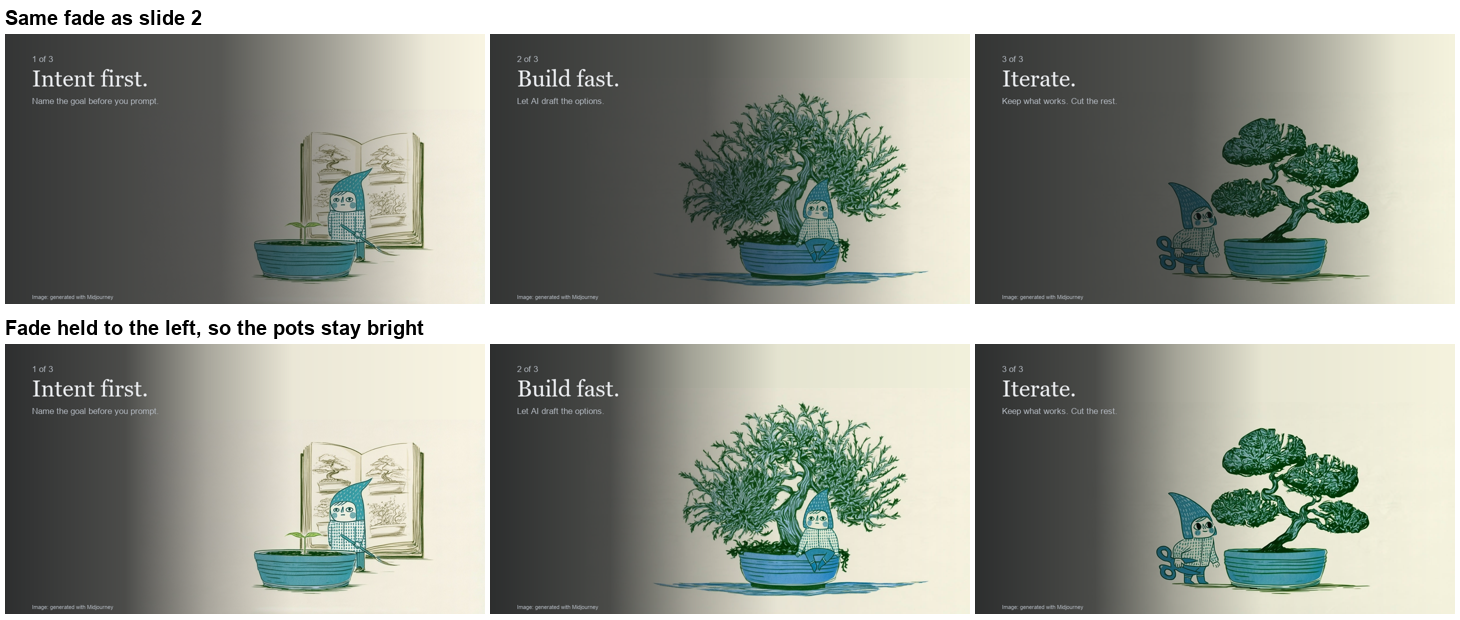 Same fade as slide 2
1 of 3
Intent first.
Name the goal before you prompt.
Image: generated with Midjourney
2 of 3
Build fast.
Let AI draft the options.
Image: generated with Midjourney
3 of 3
Iterate.
Keep what works. Cut the rest.
Image: generated with Midjourney
Fade held to the left, so the pots stay bright
1 of 3
Intent first.
Name the goal before you prompt.
Image: generated with Midjourney
2 of 3
Build fast.
Let AI draft the options.
Image: generated with Midjourney
3 of 3
Iterate.
Keep what works. Cut the rest.
Image: generated with Midjourney